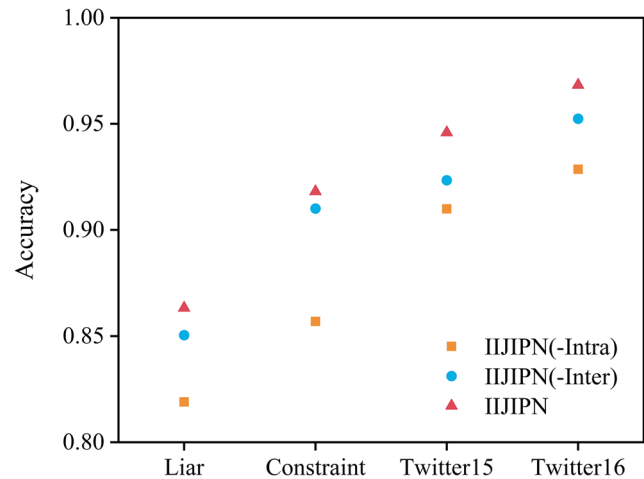 1.00
0.95
0.90
0.85
0.80
Accuracy
IIJIPN(-Intra)
IIJIPN(-Inter)
IIJIPN
Liar Constraint Twitter15 Twitter16